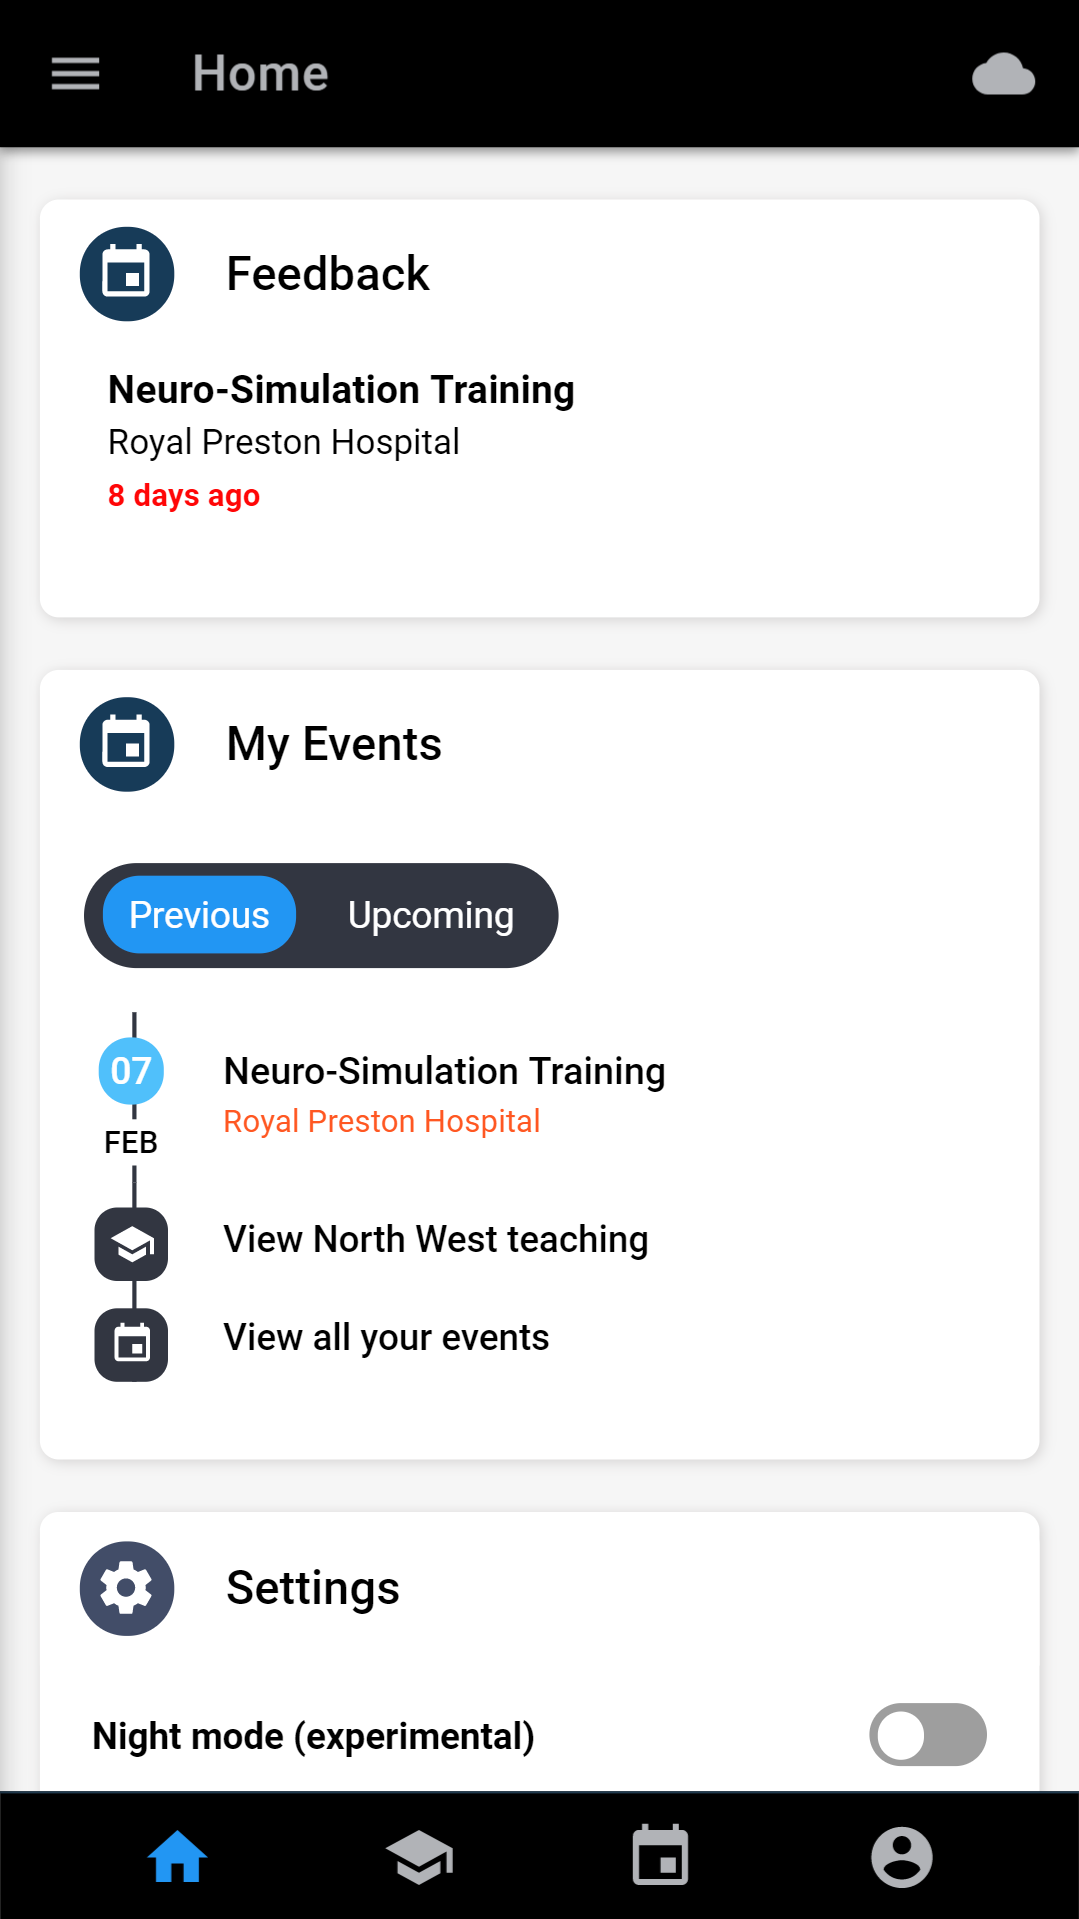 Home
Feedback
Neuro-Simulation Training
Royal Preston Hospital
8 days ago
My Events
Previous
Upcoming
07
FEB
Neuro-Simulation Training
Royal Preston Hospital
View North West teaching
View all your events
Settings
Night mode (experimental)